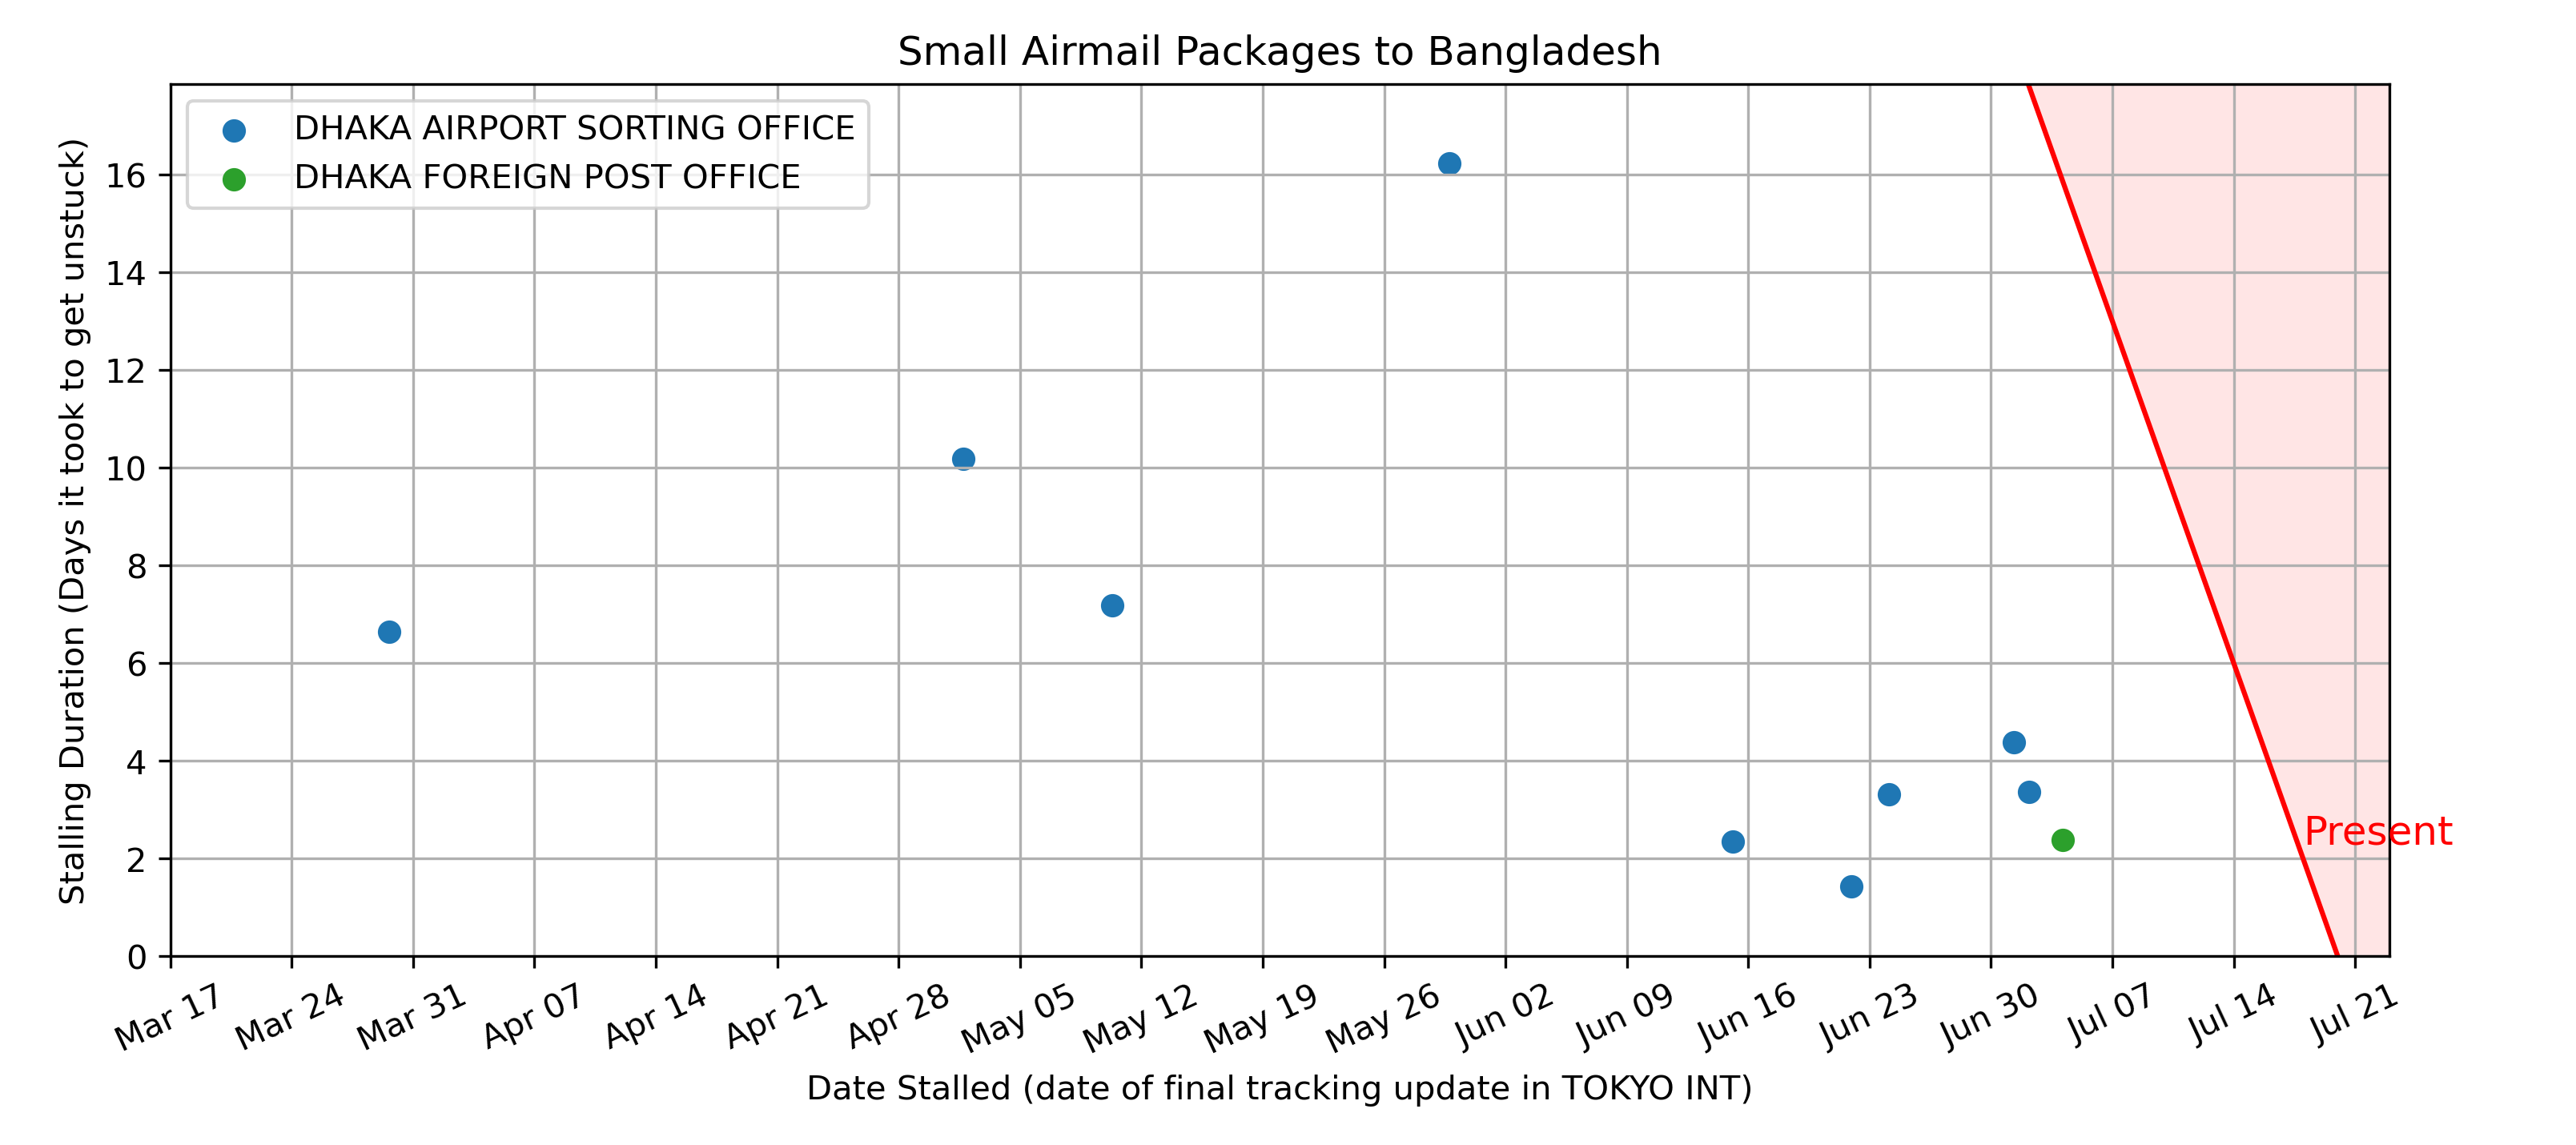 Small Airmail Packages to Bangladesh
DHAKA AIRPORT SORTING OFFICE
DHAKA FOREIGN POST OFFICE
Stalling Duration (Days it took to get unstuck)
16
14
12
10
8
6
4
2
0
Present
Mar 17
Mar 24
Mar 31
Apr 07
Apr 14
Apr 21
Apr 28
May 05
May 12
May 19
May 26
Jun 02
Jun 09
Jun 16
Jun 23
Jun 30
Jul 07
Jul 14
Jul 21
Date Stalled (date of final tracking update in TOKYO INT)